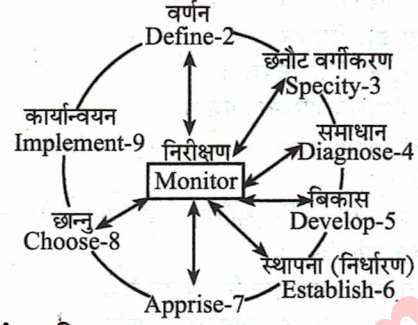 वर्णन
Define-2
छनौट वर्गीकरण
Specity-3
कार्यान्वयन
Implement-9
समाधान
Diagnose-4
निरीक्षण
Monitor
बिकास
Develop-5
छान्नु
Choose-8
स्थापना (निर्धारण)
Establish-6
Apprise-7